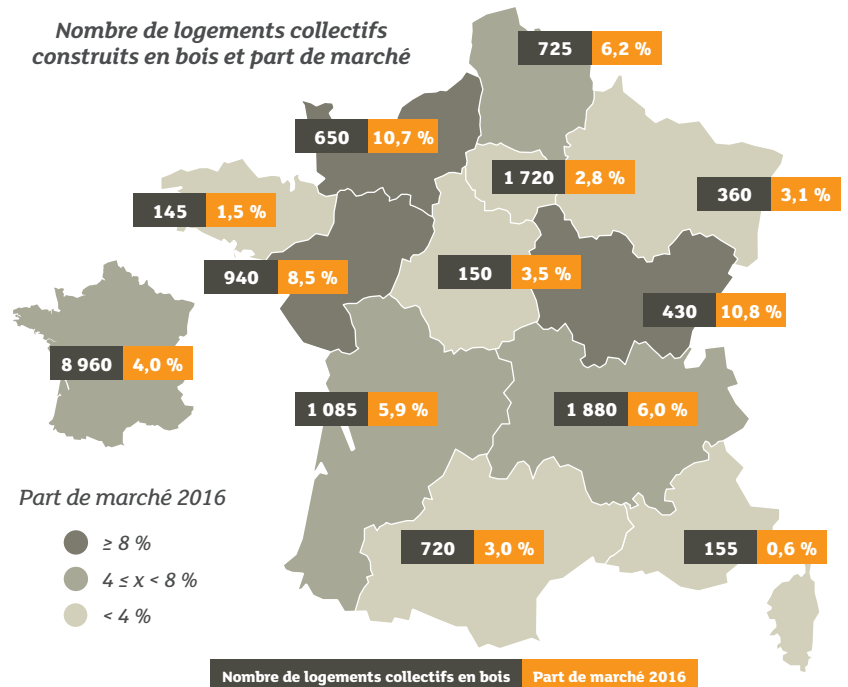 Nombre de logements collectifs
construits en bois et part de marché
725 6,2 %
650 10,7 %
1 720 2,8 %
360 3,1 %
145 1,5 %
940 8,5 %
150 3,5 %
430 10,8 %
8 960 4,0 %
1 085 5,9 %
1 880 6,0 %
720 3,0 %
155 0,6 %
Part de marché 2016
≥ 8 %
4 ≤ x < 8 %
< 4 %
Nombre de logements collectifs en bois Part de marché 2016